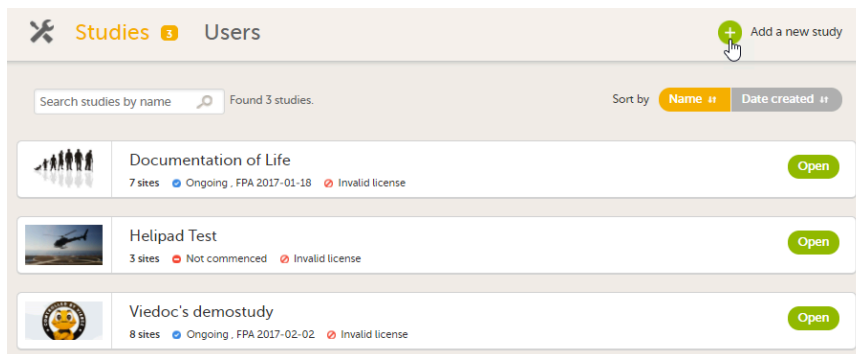 Studies 3 Users
Add a new study
Search studies by name
Found 3 studies.
Sort by Name Date created
Documentation of Life
7 sites Ongoing , FPA 2017-01-18 Invalid license
Open
Helipad Test
3 sites Not commenced Invalid license
Open
Viedoc's demostudy
8 sites Ongoing , FPA 2017-02-02 Invalid license
Open